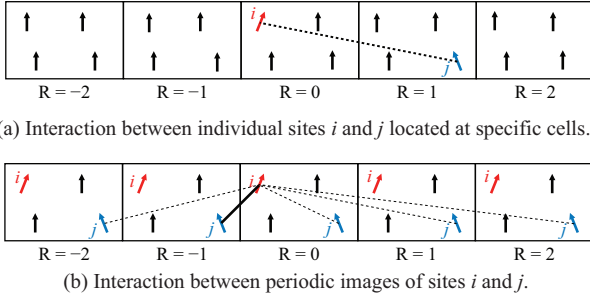 i
j
R = −2 R = −1 R = 0 R = 1 R = 2
(a) Interaction between individual sites i and j located at specific cells.
i i i i i
j j j j j
R = −2 R = −1 R = 0 R = 1 R = 2
(b) Interaction between periodic images of sites i and j.